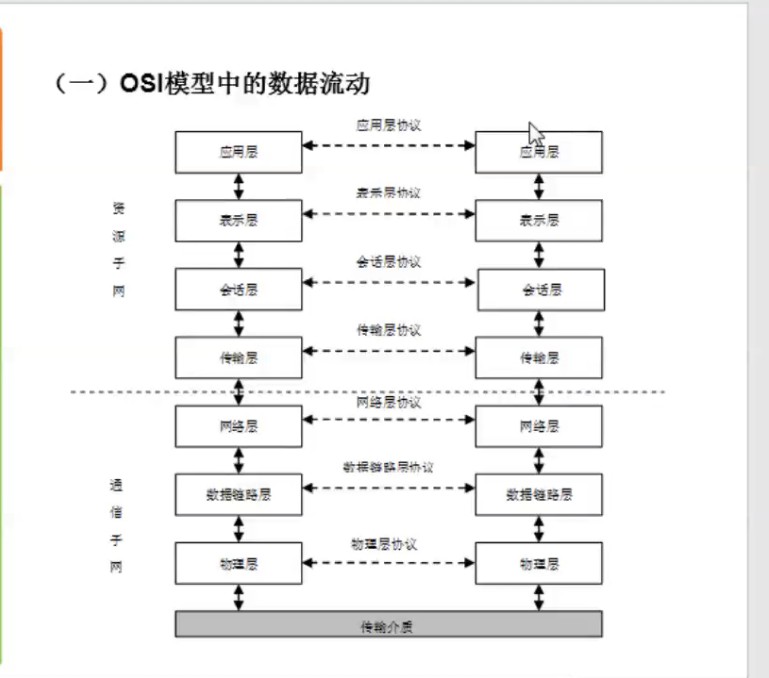 （一）OSI模型中的数据流动
应用层协议
应用层
应用层
表示层协议
表示层
表示层
会话层协议
会话层
会话层
传输层协议
传输层
传输层
资源子网
网络层协议
网络层
网络层
数据链路层协议
数据链路层
数据链路层
物理层协议
物理层
物理层
通信子网
传输介质